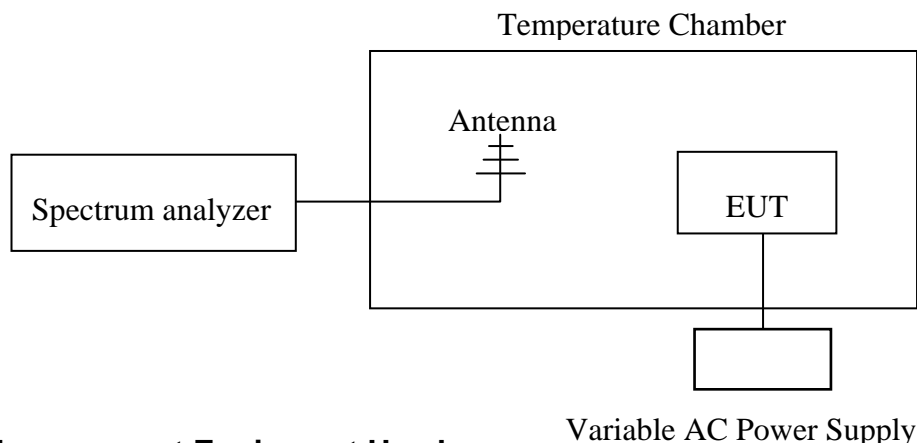 Temperature Chamber
Antenna
Spectrum analyzer
EUT
Variable AC Power Supply